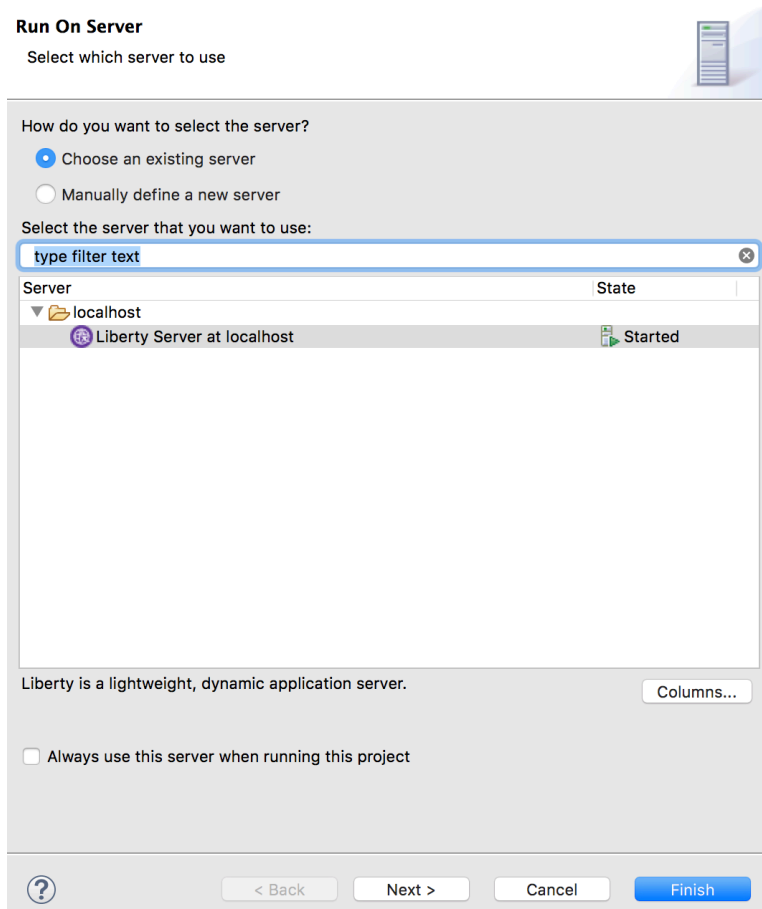 Run On Server
Select which server to use
How do you want to select the server?
Choose an existing server
Manually define a new server
Select the server that you want to use:
type filter text
Server State
localhost
Liberty Server at localhost Started
Liberty is a lightweight, dynamic application server.
Columns...
Always use this server when running this project
? < Back Next > Cancel Finish